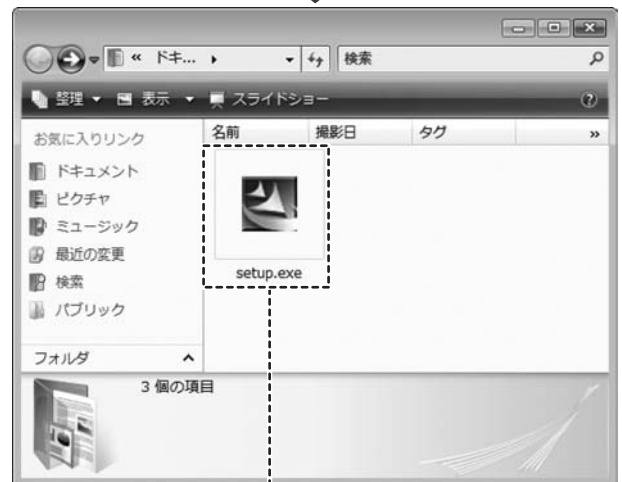 « ドキ...
検索
整理 表示 スライドショー
お気に入りリンク
名前 撮影日 タグ »
ドキュメント
ピクチャ
ミュージック
最近の変更
検索
パブリック
setup.exe
フォルダ
3 個の項目